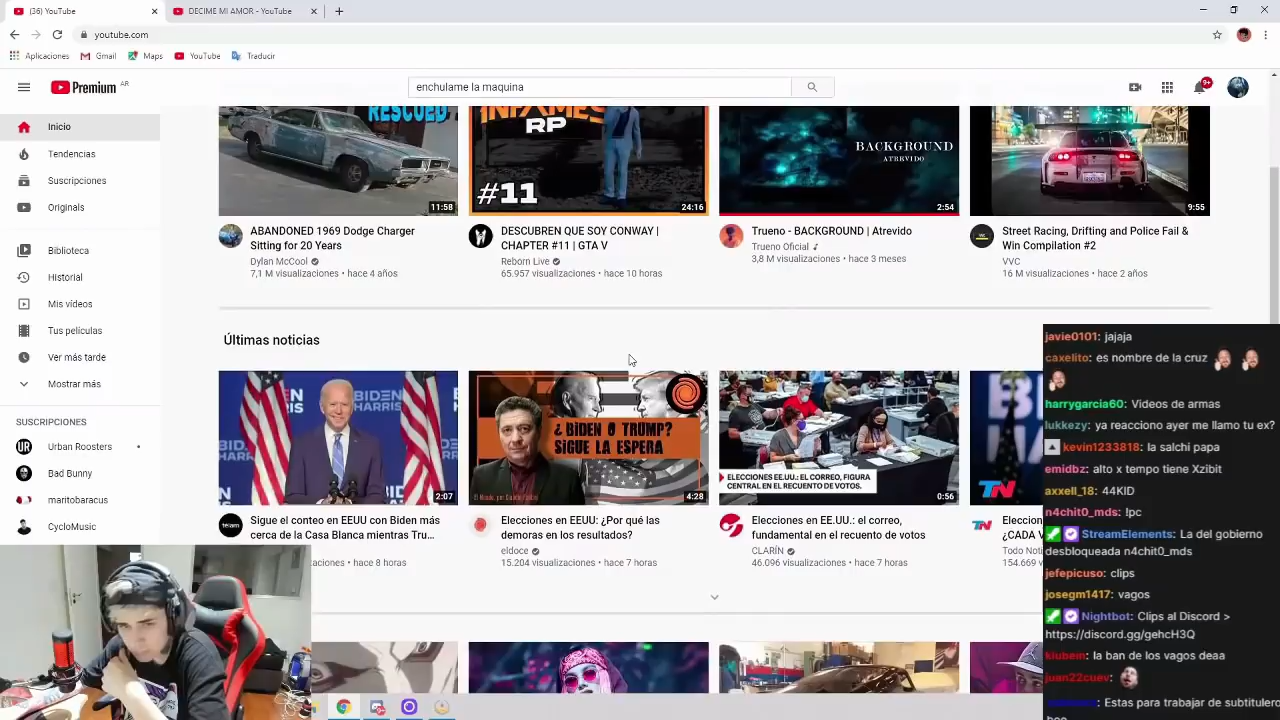 (36) YouTube
DECIME MI AMOR - YouTube
youtube.com
Aplicaciones
Gmail
Maps
YouTube
Traducir
Premium AR
enchulame la maquina
9+
Inicio
Tendencias
Suscripciones
Originals
Biblioteca
Historial
Mis vídeos
Tus películas
Ver más tarde
Mostrar más
SUSCRIPCIONES
Urban Roosters
Bad Bunny
maritobaracus
CycloMusic
RESCUED
11:58
ABANDONED 1969 Dodge Charger
Sitting for 20 Years
Dylan McCool
7,1 M visualizaciones • hace 4 años
INFAMES
RP
#11
24:16
DESCUBREN QUE SOY CONWAY |
CHAPTER #11 | GTA V
Reborn Live
65.957 visualizaciones • hace 10 horas
BACKGROUND
ATREVIDO
2:54
Trueno - BACKGROUND | Atrevido
Trueno Oficial
3,8 M visualizaciones • hace 3 meses
9:55
Street Racing, Drifting and Police Fail &
Win Compilation #2
VVC
16 M visualizaciones • hace 2 años
Últimas noticias
BIDEN
HARRIS
2:07
Sigue el conteo en EEUU con Biden más
cerca de la Casa Blanca mientras Tru...
caciones • hace 8 horas
¿BIDEN O TRUMP?
SIGUE LA ESPERA
4:28
Elecciones en EEUU: ¿Por qué las
demoras en los resultados?
eldoce
15.204 visualizaciones • hace 7 horas
ELECCIONES EE.UU.: EL CORREO, FIGURA
CENTRAL EN EL RECUENTO DE VOTOS.
0:56
Elecciones en EE.UU.: el correo,
fundamental en el recuento de votos
CLARÍN
46.096 visualizaciones • hace 7 horas
TN
Eleccion
¿CADA V
Todo Noti
154.669 v
javie0101: jajaja
caxelito: es nombre de la cruz
harrygarcia60: Videos de armas
lukkezy: ya reacciono ayer me llamo tu ex?
kevin1233818: la salchi papa
emidbz: alto x tempo tiene Xzibit
axxell_18: 44KID
n4chit0_mds: !pc
StreamElements: La del gobierno
desbloqueada n4chit0_mds
jefepicuso: clips
josegm1417: vagos
Nightbot: Clips al Discord >
https://discord.gg/gehcH3Q
klubein: la ban de los vagos deaa
juan22cuev:
Estas para trabajar de subtitulero